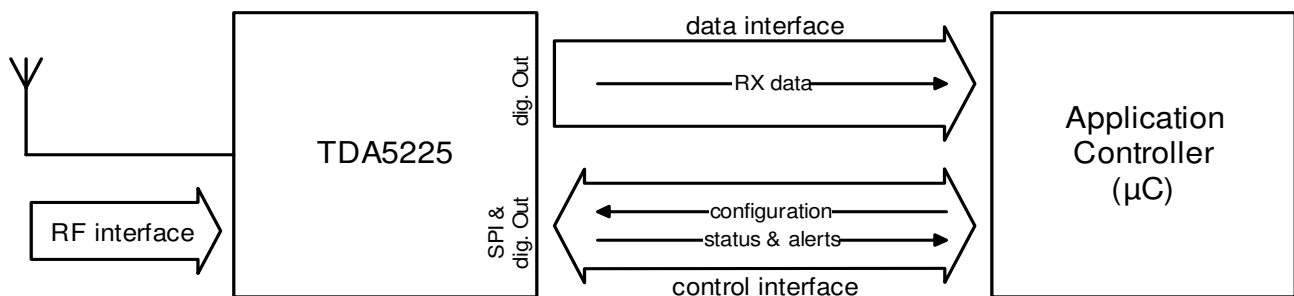 data interface
dig. Out
RX data
TDA5225
Application
Controller
(µC)
RF interface
SPI &
dig. Out
configuration
status & alerts
control interface